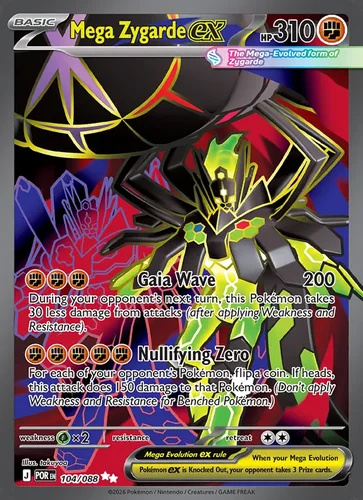 BASIC
Mega Zygarde ex HP 310
The Mega-Evolved form of
Zygarde
Gaia Wave 200
During your opponent's next turn, this Pokémon takes
30 less damage from attacks (after applying Weakness and
Resistance).
Nullifying Zero
For each of your opponent's Pokémon, flip a coin. If heads,
this attack does 150 damage to that Pokémon. (Don't apply
Weakness and Resistance for Benched Pokémon.)
weakness ×2 resistance retreat
Illus. takuyoa
Mega Evolution ex rule When your Mega Evolution
Pokémon ex is Knocked Out, your opponent takes 3 Prize cards.
J POR EN 104/088
©2026 Pokémon / Nintendo / Creatures / GAME FREAK